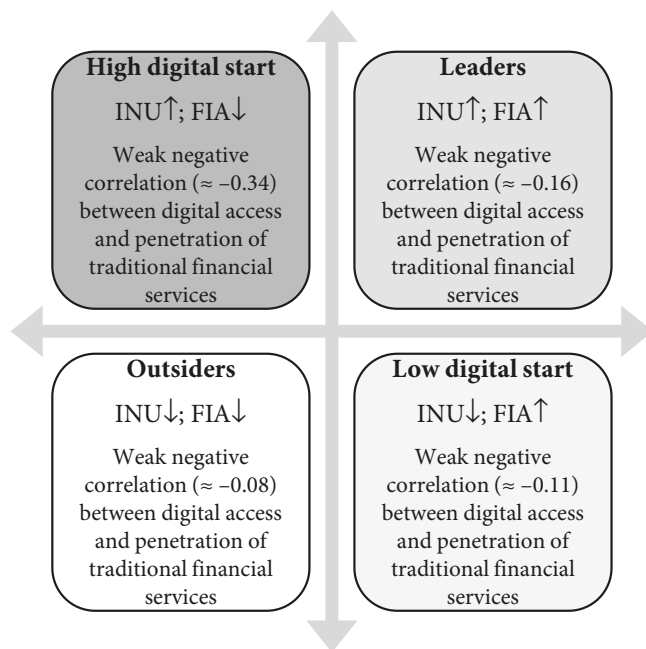 High digital start
INU↑; FIA↓
Weak negative
correlation (≈ –0.34)
between digital access
and penetration of
traditional financial
services
Leaders
INU↑; FIA↑
Weak negative
correlation (≈ –0.16)
between digital access
and penetration of
traditional financial
services
Outsiders
INU↓; FIA↓
Weak negative
correlation (≈ –0.08)
between digital access
and penetration of
traditional financial
services
Low digital start
INU↓; FIA↑
Weak negative
correlation (≈ –0.11)
between digital access
and penetration of
traditional financial
services